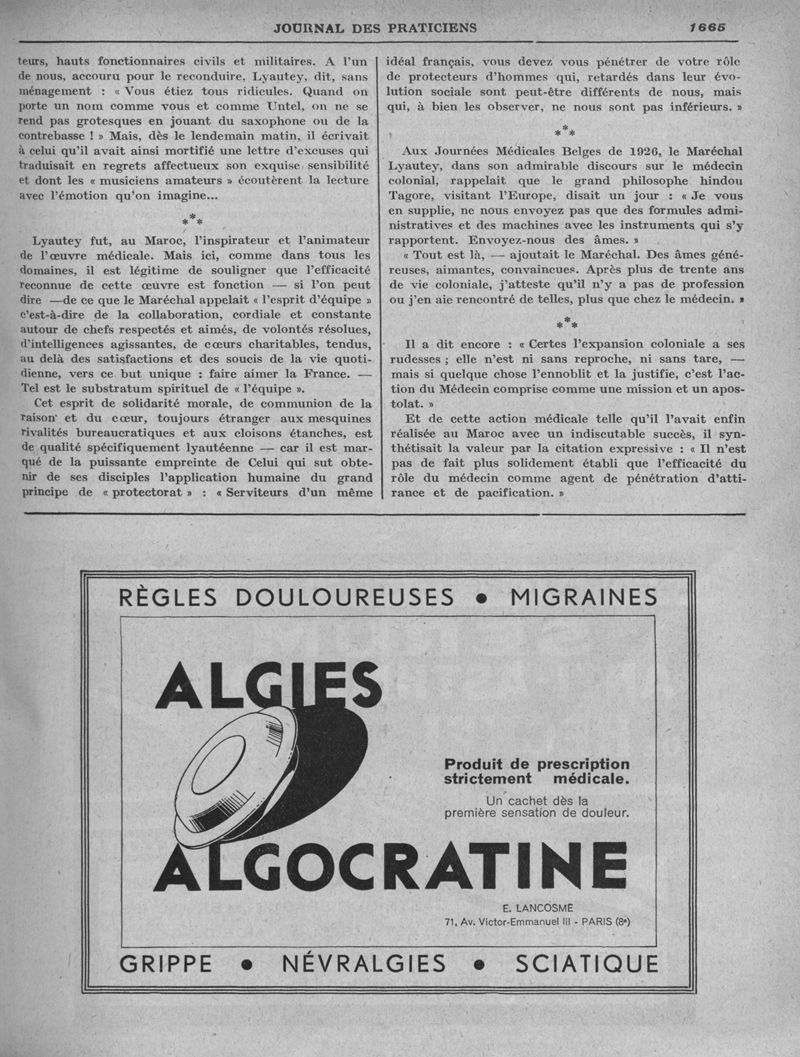 JOURNAL DES PRATICIENS 1665
teurs, hauts fonctionnaires civils et militaires. A l'un
de nous, accouru pour le reconduire, Lyautey, dit, sans
ménagement : « Vous étiez tous ridicules. Quand on
porte un nom comme vous et comme Untel, on ne se
rend pas grotesques en jouant du saxophone ou de la
contrebasse ! » Mais, dès le lendemain matin, il écrivait
à celui qu'il avait ainsi mortifié une lettre d'excuses qui
traduisait en regrets affectueux son exquise sensibilité
et dont les « musiciens amateurs » écoutèrent la lecture
avec l'émotion qu'on imagine...
***
Lyautey fut, au Maroc, l'inspirateur et l'animateur
de l'œuvre médicale. Mais ici, comme dans tous les
domaines, il est légitime de souligner que l'efficacité
reconnue de cette œuvre est fonction — si l'on peut
dire —de ce que le Maréchal appelait « l'esprit d'équipe »
c'est-à-dire de la collaboration, cordiale et constante
autour de chefs respectés et aimés, de volontés résolues,
d'intelligences agissantes, de cœurs charitables, tendus,
au delà des satisfactions et des soucis de la vie quoti-
dienne, vers ce but unique : faire aimer la France. —
Tel est le substratum spirituel de « l'équipe ».
Cet esprit de solidarité morale, de communion de la
raison et du cœur, toujours étranger aux mesquines
rivalités bureaucratiques et aux cloisons étanches, est
de qualité spécifiquement lyautéenne — car il est mar-
qué de la puissante empreinte de Celui qui sut obte-
nir de ses disciples l'application humaine du grand
principe de « protectorat » : « Serviteurs d'un même
idéal français, vous devez vous pénétrer de votre rôle
de protecteurs d'hommes qui, retardés dans leur évo-
lution sociale sont peut-être différents de nous, mais
qui, à bien les observer, ne nous sont pas inférieurs. »
***
Aux Journées Médicales Belges de 1926, le Maréchal
Lyautey, dans son admirable discours sur le médecin
colonial, rappelait que le grand philosophe hindou
Tagore, visitant l'Europe, disait un jour : « Je vous
en supplie, ne nous envoyez pas que des formules admi-
nistratives et des machines avec les instruments qui s'y
rapportent. Envoyez-nous des âmes. »
« Tout est là, — ajoutait le Maréchal. Des âmes géné-
reuses, aimantes, convaincues. Après plus de trente ans
de vie coloniale, j'atteste qu'il n'y a pas de profession
ou j'en aie rencontré de telles, plus que chez le médecin. »
***
Il a dit encore : « Certes l'expansion coloniale a ses
rudesses ; elle n'est ni sans reproche, ni sans tare, —
mais si quelque chose l'ennoblit et la justifie, c'est l'ac-
tion du Médecin comprise comme une mission et un apos-
tolat. »
Et de cette action médicale telle qu'il l'avait enfin
réalisée au Maroc avec un indiscutable succès, il syn-
thétisait la valeur par la citation expressive : « Il n'est
pas de fait plus solidement établi que l'efficacité du
rôle du médecin comme agent de pénétration d'atti-
rance et de pacification. »
RÈGLES DOULOUREUSES • MIGRAINES
ALGIES
Produit de prescription
strictement médicale.
Un cachet dès la
première sensation de douleur.
ALGOCRATINE
E. LANCOSME
71, Av. Victor-Emmanuel III - PARIS (8e)
GRIPPE • NÉVRALGIES • SCIATIQUE